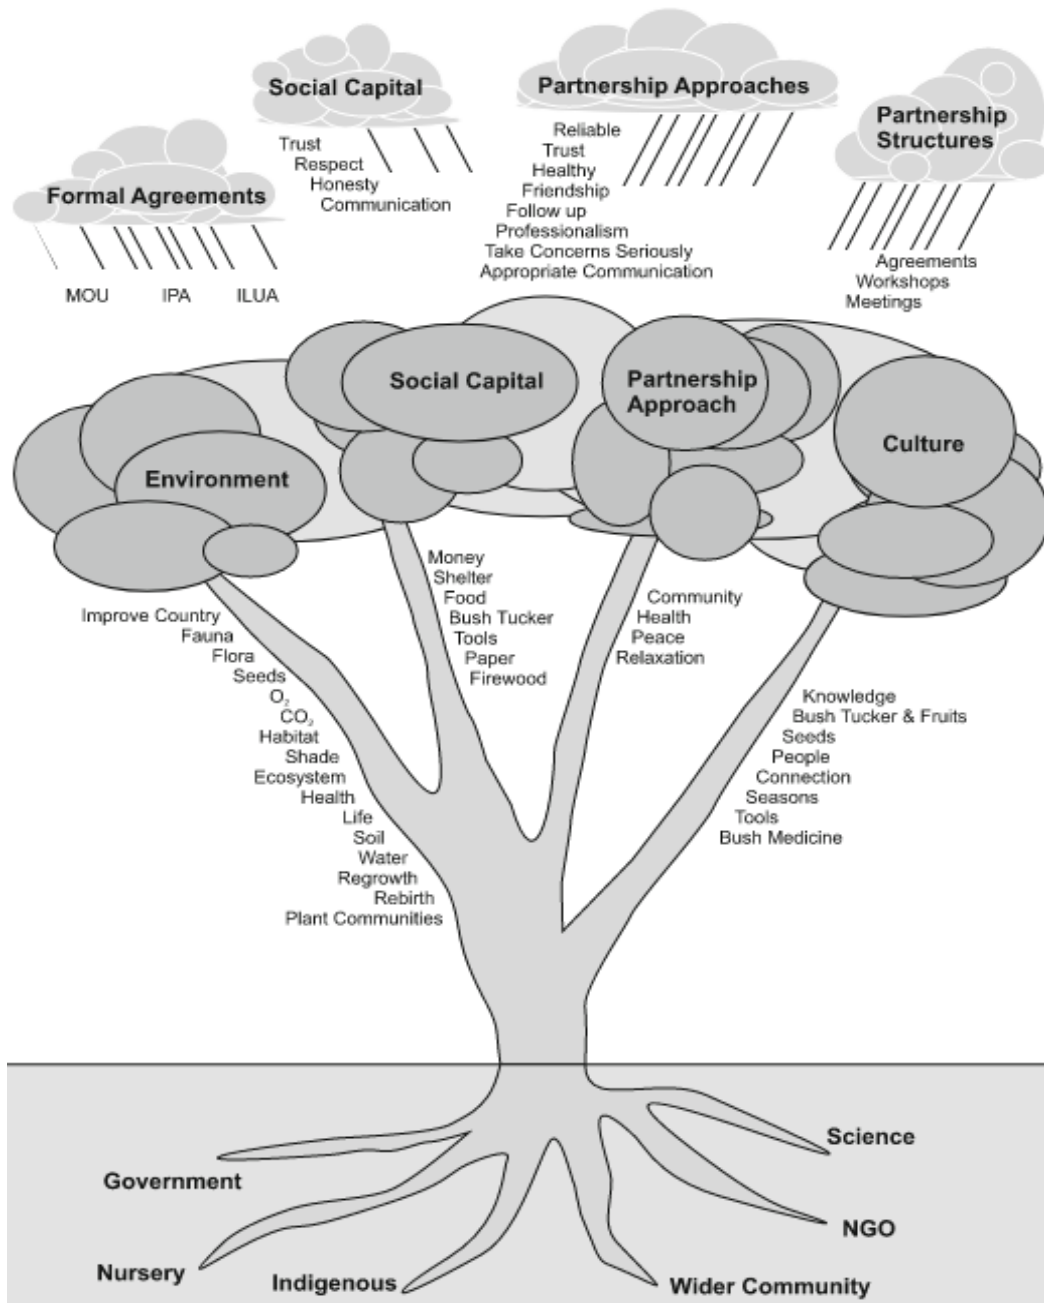 Social Capital
Trust
Respect
Honesty
Communication
Partnership Approaches
Reliable
Trust
Healthy
Friendship
Follow up
Professionalism
Take Concerns Seriously
Appropriate Communication
Partnership
Structures
Agreements
Workshops
Meetings
Formal Agreements
MOU IPA ILUA
Environment
Improve Country
Fauna
Flora
Seeds
O₂
CO₂
Habitat
Shade
Ecosystem
Health
Life
Soil
Water
Regrowth
Rebirth
Plant Communities
Social Capital
Money
Shelter
Food
Bush Tucker
Tools
Paper
Firewood
Partnership
Approach
Community
Health
Peace
Relaxation
Culture
Knowledge
Bush Tucker & Fruits
Seeds
People
Connection
Seasons
Tools
Bush Medicine
Government
Nursery
Indigenous
Wider Community
NGO
Science